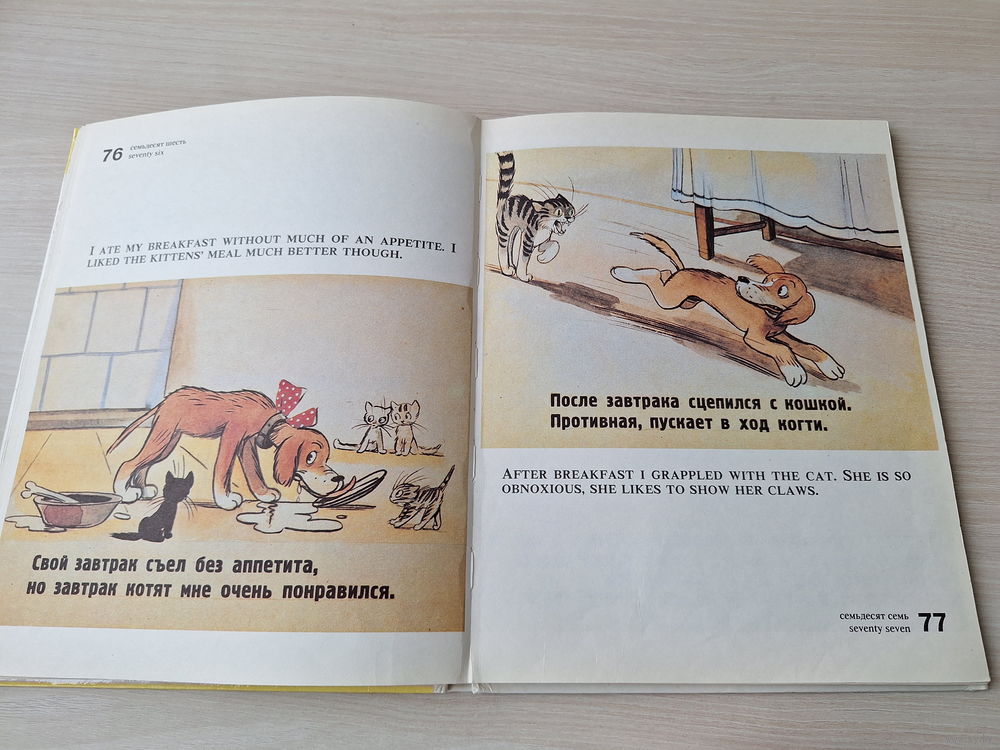 76 семьдесят шесть
seventy six
I ATE MY BREAKFAST WITHOUT MUCH OF AN APPETITE. I
LIKED THE KITTENS' MEAL MUCH BETTER THOUGH.
Свой завтрак съел без аппетита,
но завтрак котят мне очень понравился.
После завтрака сцепился с кошкой.
Противная, пускает в ход когти.
AFTER BREAKFAST I GRAPPLED WITH THE CAT. SHE IS SO
OBNOXIOUS, SHE LIKES TO SHOW HER CLAWS.
семьдесят семь
seventy seven 77